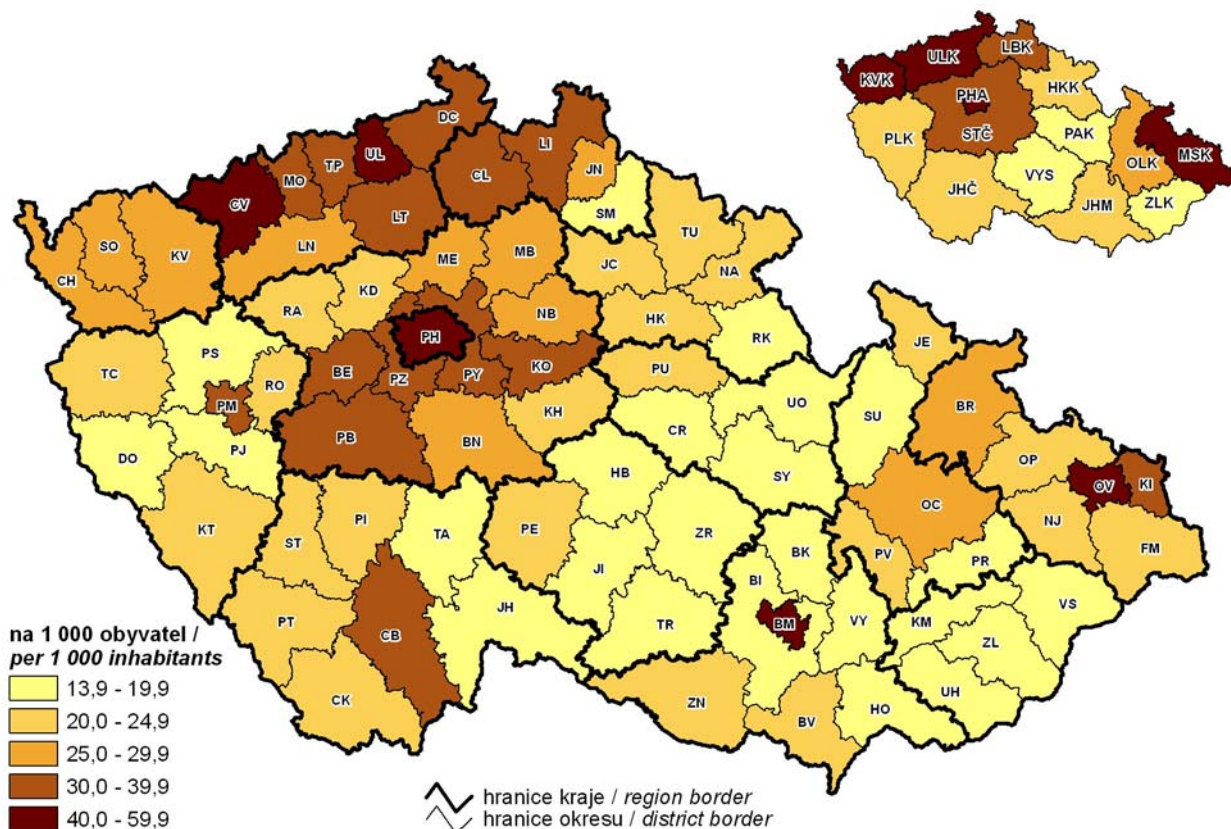 LBK
ULK
KVK
HKK
PHA
STČ
PAK
PLK
OLK
MSK
VYS
JHČ
JHM
ZLK
DC
UL
LI
TP
MO
CL
JN
CV
LT
SM
SO
KV
LN
ME
MB
TU
CH
JC
NA
KD
RA
NB
HK
PH
RK
JE
PS
TC
RO
BE
PZ
PY
KO
PU
PM
KH
UO
SU
BR
DO
PJ
PB
BN
CR
OP
HB
SY
OV
KI
OC
NJ
KT
ST
PI
TA
PE
ZR
BK
PV
FM
PR
JI
BI
JH
PT
CB
TR
BM
VY
KM
VS
ZL
CK
ZN
BV
HO
UH
na 1 000 obyvatel /
per 1 000 inhabitants
13,9 - 19,9
20,0 - 24,9
25,0 - 29,9
30,0 - 39,9
40,0 - 59,9
hranice kraje / region border
hranice okresu / district border